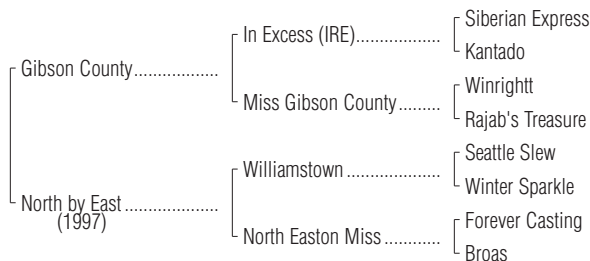 Siberian Express
In Excess (IRE)..................
Kantado
Gibson County..................
Winrightt
Miss Gibson County.........
Rajab's Treasure
Seattle Slew
Williamstown ....................
Winter Sparkle
North by East ....................
(1997)
Forever Casting
North Easton Miss ............
Broas